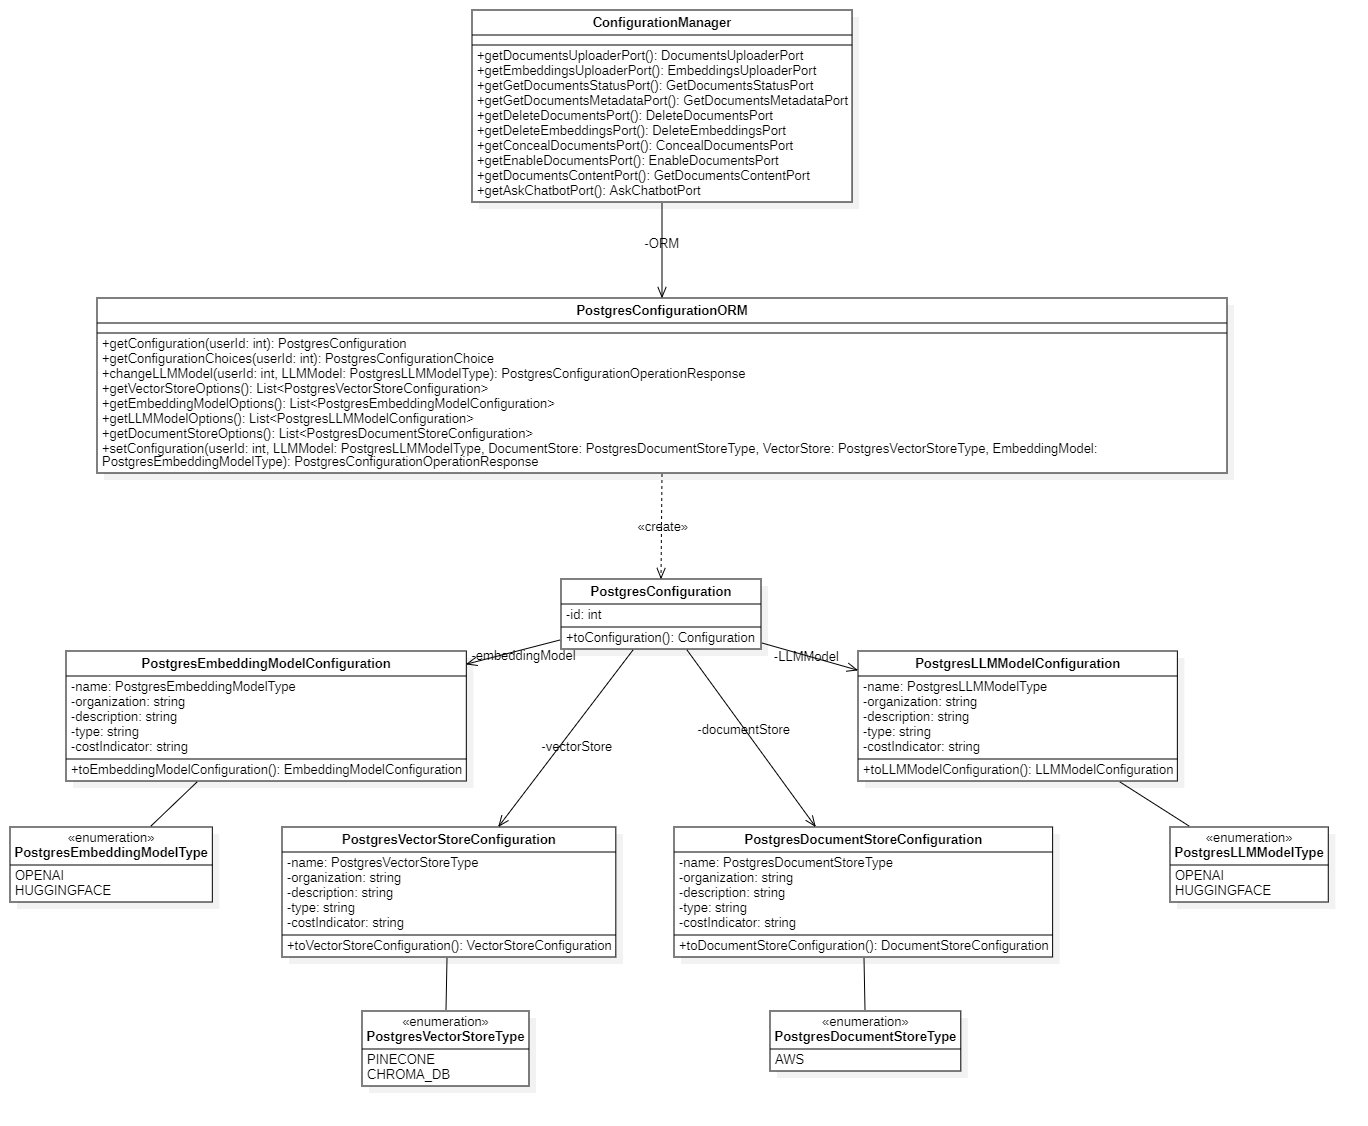 ConfigurationManager
+getDocumentsUploaderPort(): DocumentsUploaderPort
+getEmbeddingsUploaderPort(): EmbeddingsUploaderPort
+getGetDocumentsStatusPort(): GetDocumentsStatusPort
+getGetDocumentsMetadataPort(): GetDocumentsMetadataPort
+getDeleteDocumentsPort(): DeleteDocumentsPort
+getDeleteEmbeddingsPort(): DeleteEmbeddingsPort
+getConcealDocumentsPort(): ConcealDocumentsPort
+getEnableDocumentsPort(): EnableDocumentsPort
+getDocumentsContentPort(): GetDocumentsContentPort
+getAskChatbotPort(): AskChatbotPort
-ORM
PostgresConfigurationORM
+getConfiguration(userId: int): PostgresConfiguration
+getConfigurationChoices(userId: int): PostgresConfigurationChoice
+changeLLMModel(userId: int, LLMModel: PostgresLLMModelType): PostgresConfigurationOperationResponse
+getVectorStoreOptions(): List<PostgresVectorStoreConfiguration>
+getEmbeddingModelOptions(): List<PostgresEmbeddingModelConfiguration>
+getLLMModelOptions(): List<PostgresLLMModelConfiguration>
+getDocumentStoreOptions(): List<PostgresDocumentStoreConfiguration>
+setConfiguration(userId: int, LLMModel: PostgresLLMModelType, DocumentStore: PostgresDocumentStoreType, VectorStore: PostgresVectorStoreType, EmbeddingModel:
PostgresEmbeddingModelType): PostgresConfigurationOperationResponse
«create»
PostgresConfiguration
-id: int
+toConfiguration(): Configuration
-embeddingModel
-LLMModel
-vectorStore
-documentStore
PostgresEmbeddingModelConfiguration
-name: PostgresEmbeddingModelType
-organization: string
-description: string
-type: string
-costIndicator: string
+toEmbeddingModelConfiguration(): EmbeddingModelConfiguration
PostgresLLMModelConfiguration
-name: PostgresLLMModelType
-organization: string
-description: string
-type: string
-costIndicator: string
+toLLMModelConfiguration(): LLMModelConfiguration
«enumeration»
PostgresEmbeddingModelType
OPENAI
HUGGINGFACE
PostgresVectorStoreConfiguration
-name: PostgresVectorStoreType
-organization: string
-description: string
-type: string
-costIndicator: string
+toVectorStoreConfiguration(): VectorStoreConfiguration
PostgresDocumentStoreConfiguration
-name: PostgresDocumentStoreType
-organization: string
-description: string
-type: string
-costIndicator: string
+toDocumentStoreConfiguration(): DocumentStoreConfiguration
«enumeration»
PostgresLLMModelType
OPENAI
HUGGINGFACE
«enumeration»
PostgresVectorStoreType
PINECONE
CHROMA_DB
«enumeration»
PostgresDocumentStoreType
AWS